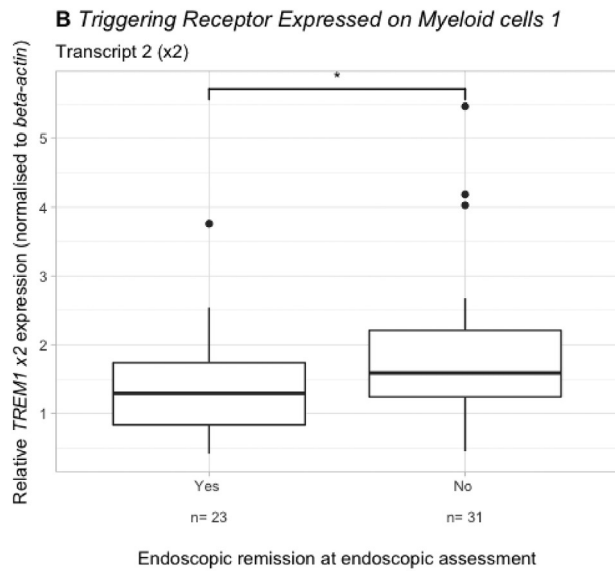 B Triggering Receptor Expressed on Myeloid cells 1
Transcript 2 (x2)
Relative TREM1 x2 expression (normalised to beta-actin)
*
5
4
3
2
1
Yes
No
n= 23
n= 31
Endoscopic remission at endoscopic assessment